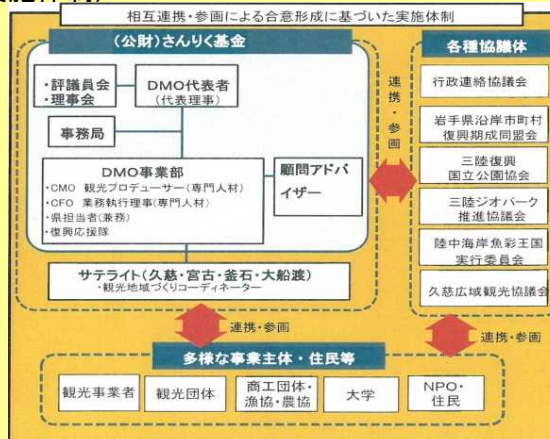 相互連携・参画による合意形成に基づいた実施体制
(公財)さんりく基金
・評議員会
・理事会
DMO代表者
(代表理事)
事務局
DMO事業部
・CMO 観光プロデューサー(専門人材)
・CFO 業務執行理事(専門人材)
・県担当者(兼務)
・復興応援隊
顧問アドバ
イザー
サテライト(久慈・宮古・釜石・大船渡)
・観光地域づくりコーディネーター
連携・参画
各種協議体
行政連絡協議会
岩手県沿岸市町村
復興期成同盟会
三陸復興
国立公園協会
三陸ジオパーク
推進協議会
陸中海岸魚彩王国
実行委員会
久慈広域観光協議会
連携・参画
連携・参画
多様な事業主体・住民等
観光事業者
観光団体
商工団体・
漁協・農協
大学
NPO・
住民